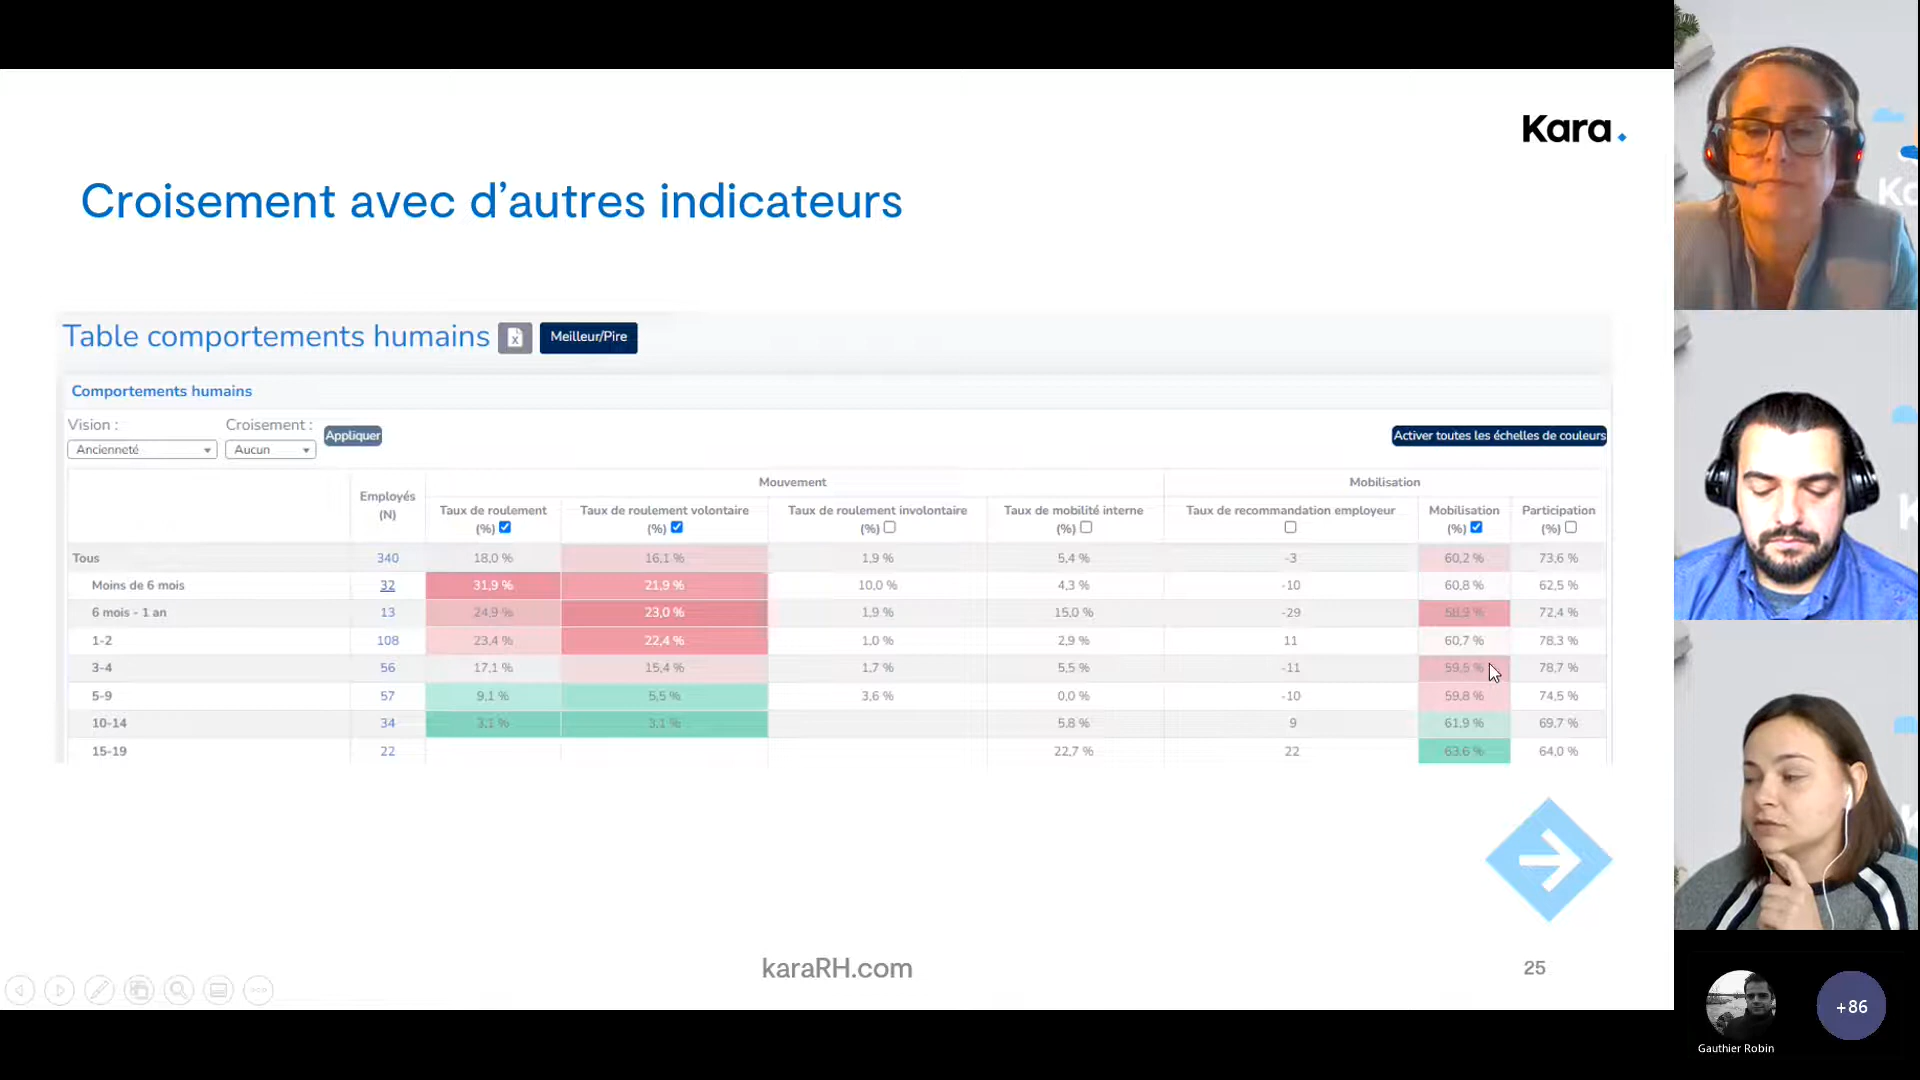 Kara.
Croisement avec d'autres indicateurs
Table comportements humains
Meilleur/Pire
Comportements humains
Vision :
Croisement :
Appliquer
Ancienneté
Aucun
Activer toutes les échelles de couleurs
Mouvement
Mobilisation
Employés (N)
Taux de roulement (%)
Taux de roulement volontaire (%)
Taux de roulement involontaire (%)
Taux de mobilité interne (%)
Taux de recommandation employeur
Mobilisation (%)
Participation (%)
Tous 340 18,0 % 16,1 % 1,9 % 5,4 % -3 60,2 % 73,6 %
Moins de 6 mois 32 31,9 % 21,9 % 10,0 % 4,3 % -10 60,8 % 62,5 %
6 mois - 1 an 13 24,9 % 23,0 % 1,9 % 15,0 % -29 72,4 %
1-2 108 23,4 % 22,4 % 1,0 % 2,9 % 11 60,7 % 78,3 %
3-4 56 17,1 % 15,4 % 1,7 % 5,5 % -11 59,5 % 78,7 %
5-9 57 9,1 % 5,5 % 3,6 % 0,0 % -10 59,8 % 74,5 %
10-14 34 3,1 % 3,1 % 5,8 % 9 61,9 % 69,7 %
15-19 22 22,7 % 22 63,6 % 64,0 %
karaRH.com
25
+86
Gauthier Robin